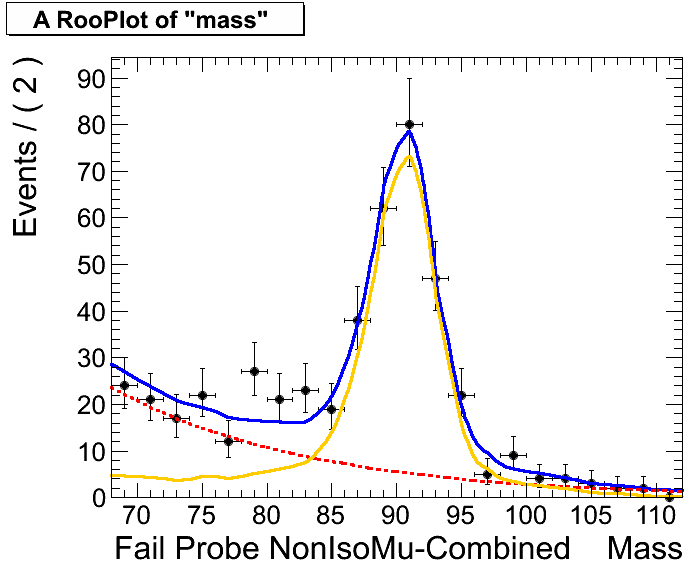 A RooPlot of "mass"
Events / ( 2 )
90
80
70
60
50
40
30
20
10
0
70 75 80 85 90 95 100 105 110
Fail Probe NonIsoMu-Combined Mass